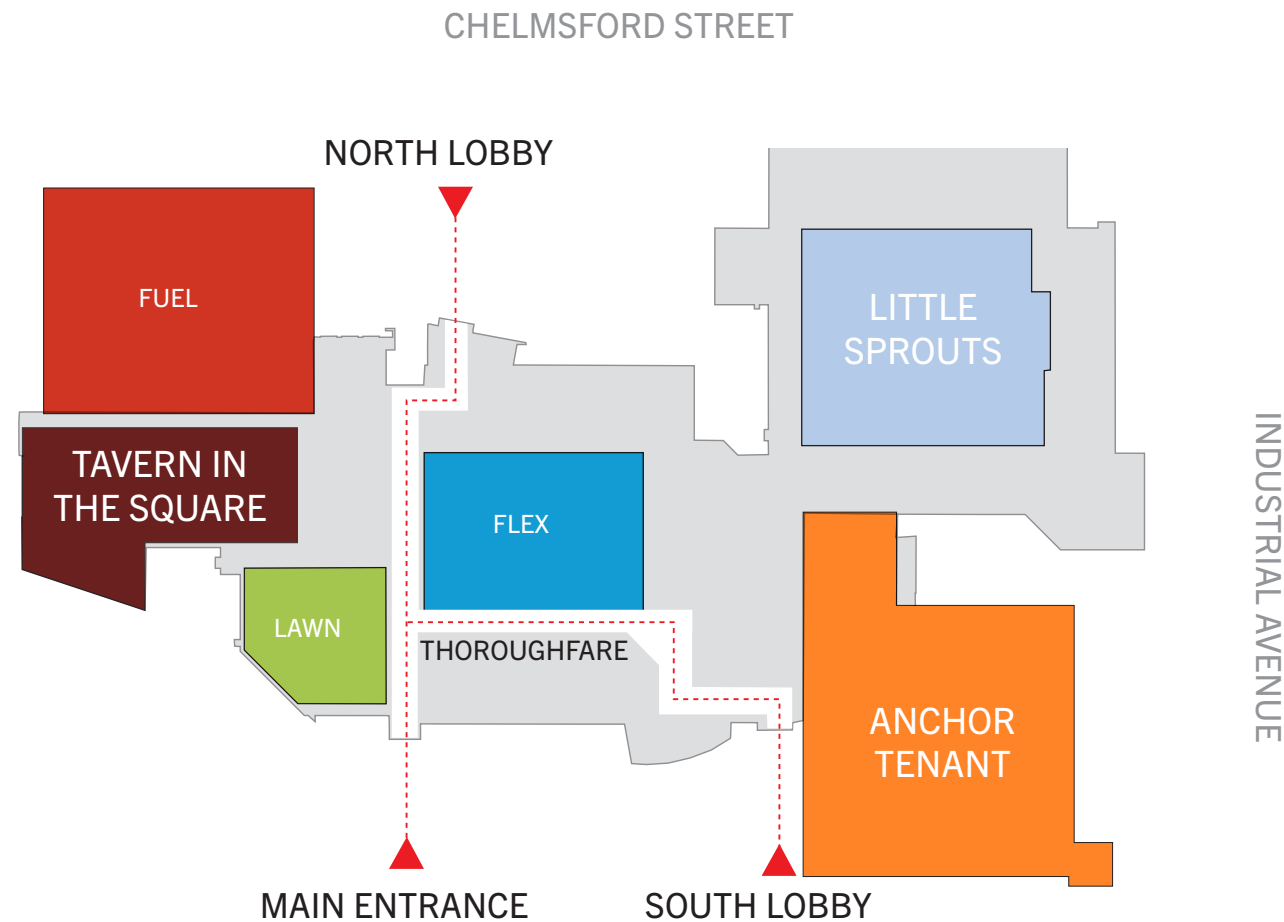 CHELMSFORD STREET
NORTH LOBBY
FUEL
LITTLE
SPROUTS
TAVERN IN
THE SQUARE
FLEX
LAWN
THOROUGHFARE
ANCHOR
TENANT
INDUSTRIAL AVENUE
MAIN ENTRANCE
SOUTH LOBBY